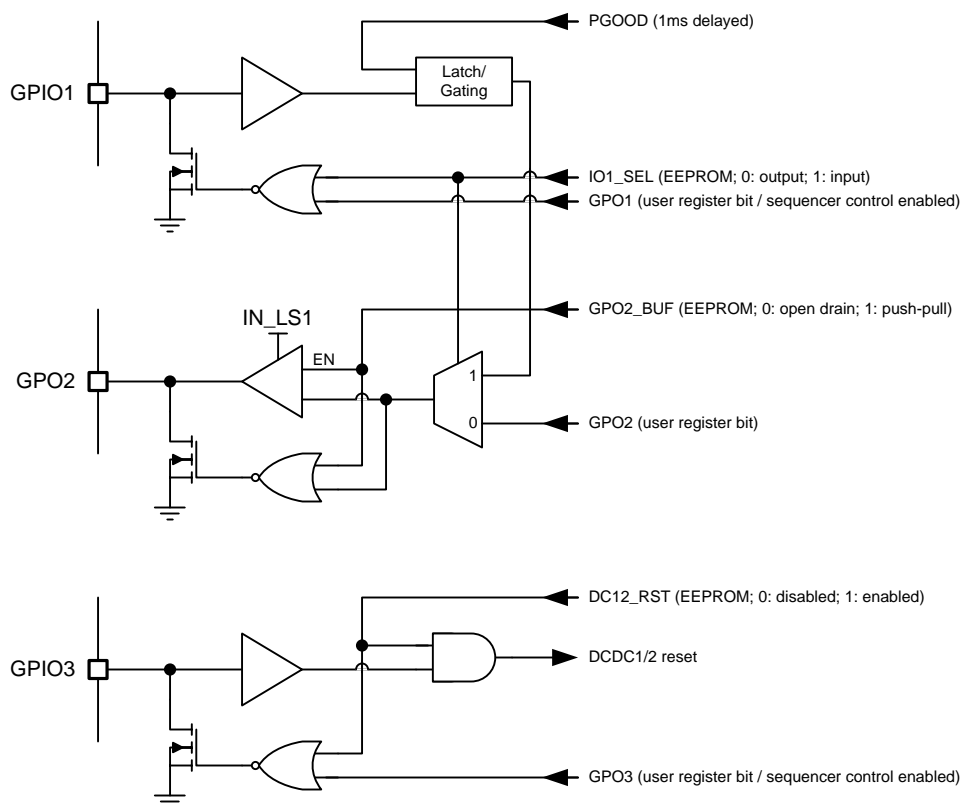 PGOOD (1ms delayed)
GPIO1
Latch/
Gating
IO1_SEL (EEPROM; 0: output; 1: input)
GPO1 (user register bit / sequencer control enabled)
GPO2_BUF (EEPROM; 0: open drain; 1: push-pull)
IN_LS1
EN
GPO2
1
0
GPO2 (user register bit)
DC12_RST (EEPROM; 0: disabled; 1: enabled)
GPIO3
DCDC1/2 reset
GPO3 (user register bit / sequencer control enabled)